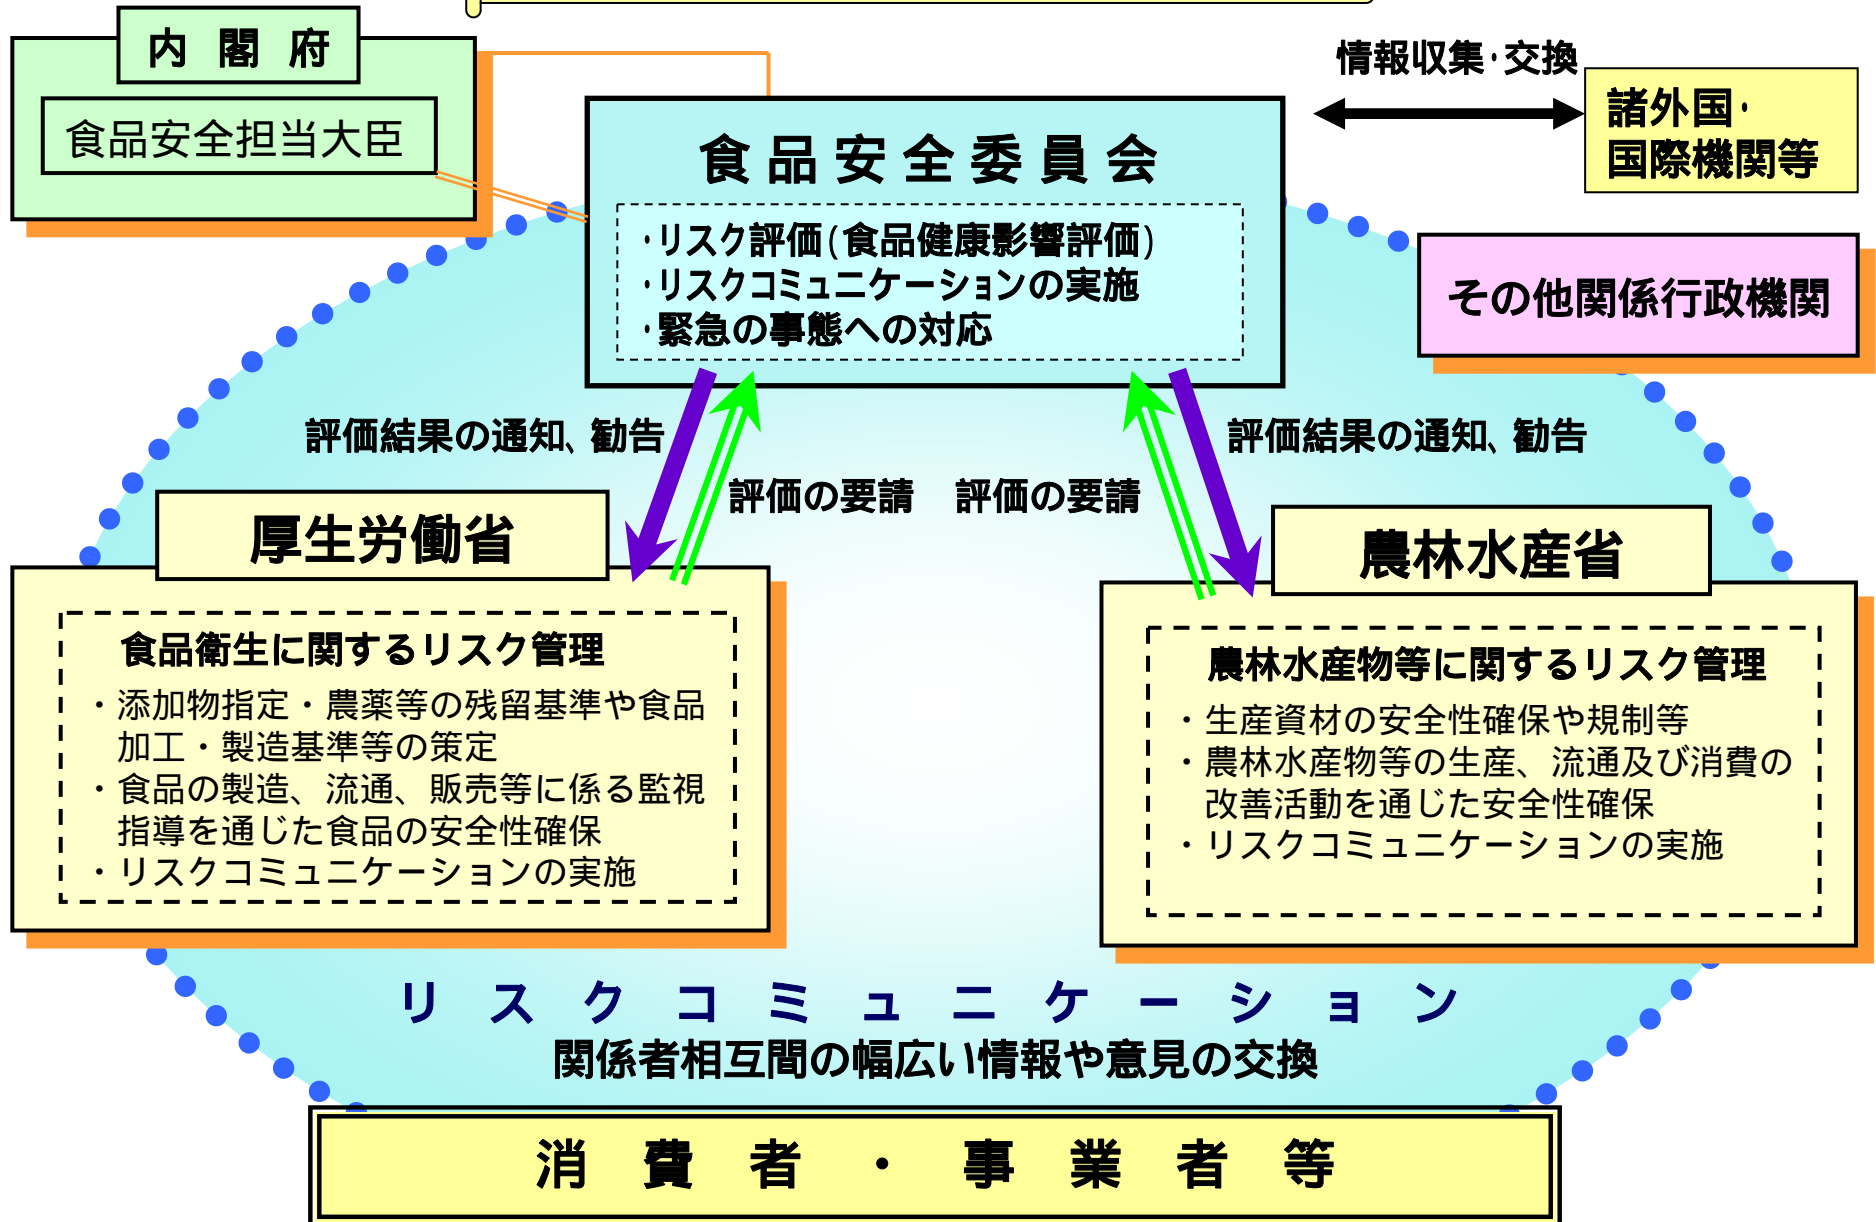 内閣府
食品安全担当大臣
情報収集・交換
諸外国・
国際機関等
食品安全委員会
・リスク評価(食品健康影響評価)
・リスクコミュニケーションの実施
・緊急の事態への対応
その他関係行政機関
評価結果の通知、勧告
評価の要請
評価の要請
評価結果の通知、勧告
厚生労働省
食品衛生に関するリスク管理
・添加物指定・農薬等の残留基準や食品
加工・製造基準等の策定
・食品の製造、流通、販売等に係る監視
指導を通じた食品の安全性確保
・リスクコミュニケーションの実施
農林水産省
農林水産物等に関するリスク管理
・生産資材の安全性確保や規制等
・農林水産物等の生産、流通及び消費の
改善活動を通じた安全性確保
・リスクコミュニケーションの実施
リスクコミュニケーション
関係者相互間の幅広い情報や意見の交換
消費者・事業者等